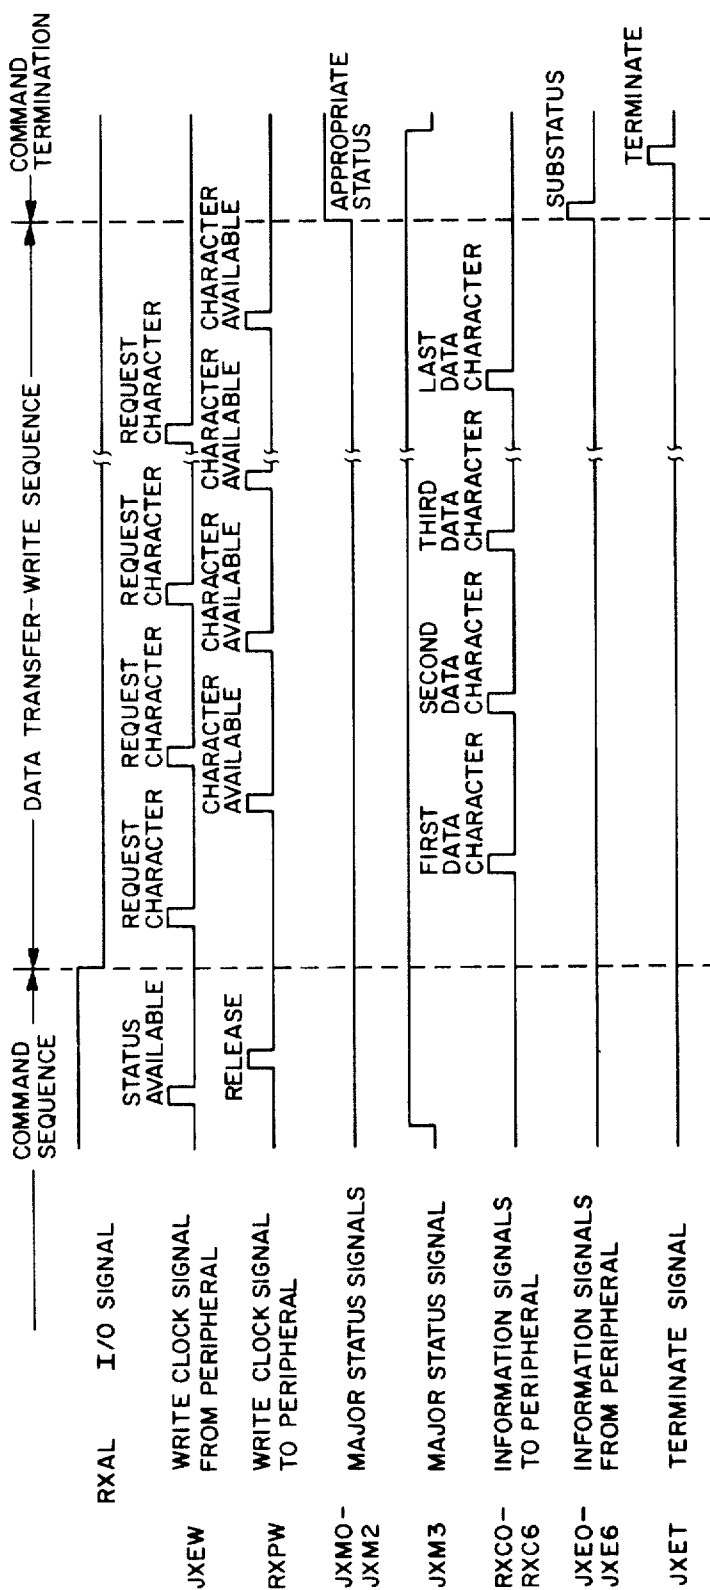 COMMAND
SEQUENCE
DATA TRANSFER-WRITE SEQUENCE
COMMAND
TERMINATION
RXAL I/O SIGNAL
JXEW WRITE CLOCK SIGNAL
FROM PERIPHERAL
STATUS
AVAILABLE
REQUEST
CHARACTER
REQUEST
CHARACTER
REQUEST
CHARACTER
REQUEST
CHARACTER
RXPW WRITE CLOCK SIGNAL
TO PERIPHERAL
RELEASE
CHARACTER
AVAILABLE
CHARACTER
AVAILABLE
CHARACTER
AVAILABLE
CHARACTER
AVAILABLE
JXM0-
JXM2 MAJOR STATUS SIGNALS
APPROPRIATE
STATUS
JXM3 MAJOR STATUS SIGNAL
RXC0-
RXC6 INFORMATION SIGNALS
TO PERIPHERAL
FIRST
DATA
CHARACTER
SECOND
DATA
CHARACTER
THIRD
DATA
CHARACTER
LAST
DATA
CHARACTER
JXE0-
JXE6 INFORMATION SIGNALS
FROM PERIPHERAL
SUBSTATUS
JXET TERMINATE SIGNAL
TERMINATE